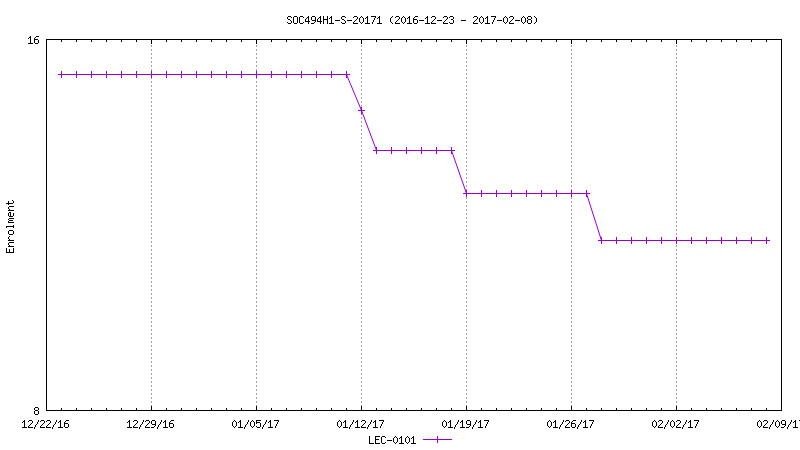 SOC494H1-S-20171 (2016-12-23 - 2017-02-08)
16
Enrolment
8
12/22/16 12/29/16 01/05/17 01/12/17 01/19/17 01/26/17 02/02/17 02/09/1
LEC-0101